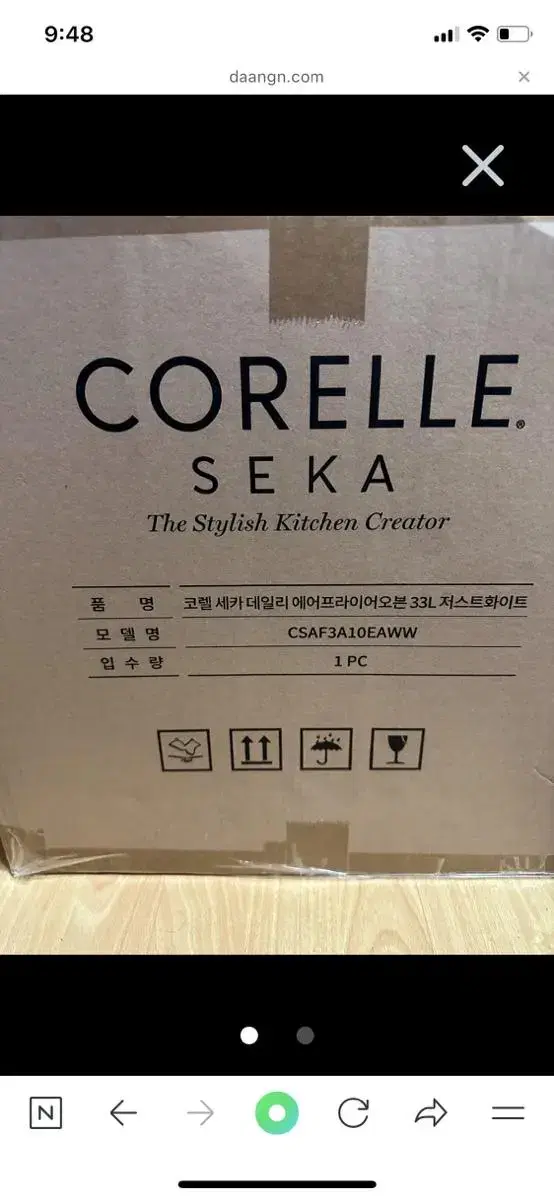 9:48
daangn.com
CORELLE®
SEKA
The Stylish Kitchen Creator
품 명 코렐 세카 데일리 에어프라이어오븐 33L 저스트화이트
모 델 명 CSAF3A10EAWW
입 수 량 1 PC
N